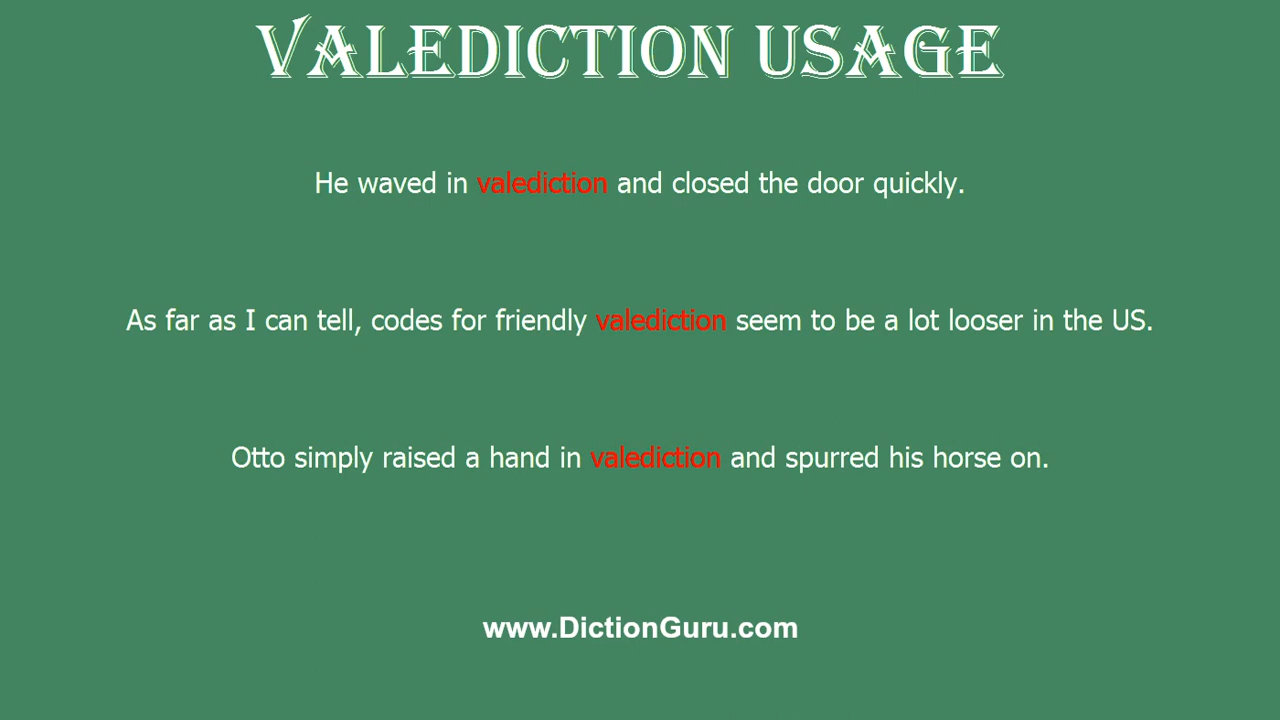 VALEDICTION USAGE
He waved in valediction and closed the door quickly.
As far as I can tell, codes for friendly valediction seem to be a lot looser in the US.
Otto simply raised a hand in valediction and spurred his horse on.
www.DictionGuru.com